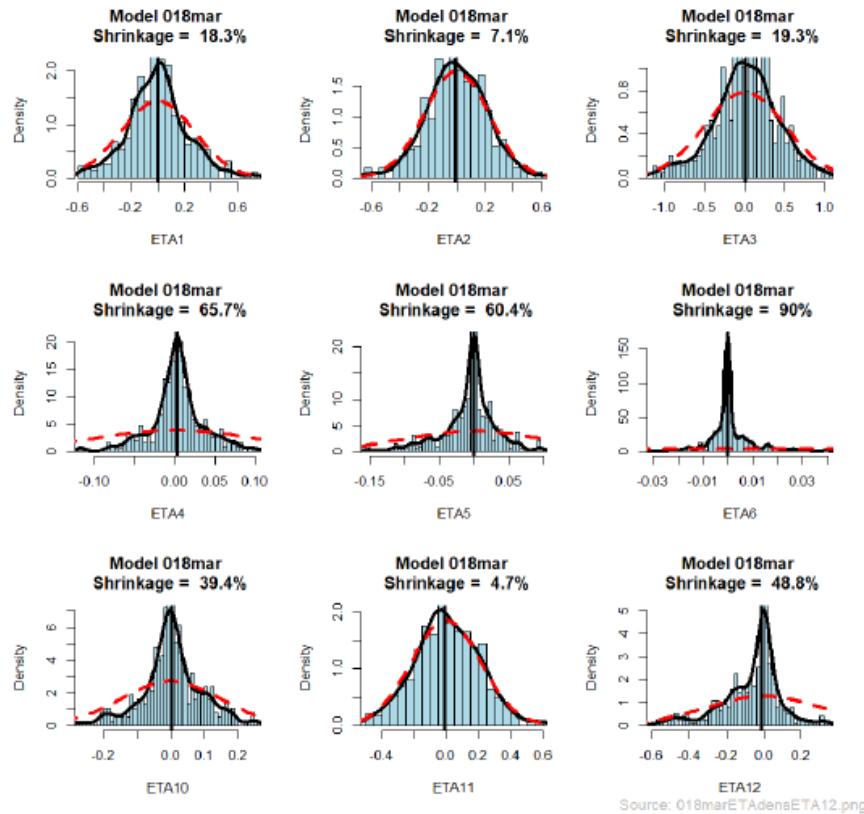 Model 018mar Model 018mar Model 018mar
Shrinkage = 18.3% Shrinkage = 7.1% Shrinkage = 19.3%
Density 0.0 1.0 2.0 Density 0.0 0.5 1.0 1.5 Density 0.0 0.4 0.8
-0.6 -0.2 0.2 0.6 -0.6 -0.2 0.2 0.6 -1.0 -0.5 0.0 0.5 1.0
ETA1 ETA2 ETA3
Model 018mar Model 018mar Model 018mar
Shrinkage = 65.7% Shrinkage = 60.4% Shrinkage = 90%
Density 0 5 10 15 20 Density 0 5 10 20 Density 0 50 100 150
-0.10 0.00 0.05 0.10 -0.15 -0.05 0.05 -0.03 -0.01 0.01 0.03
ETA4 ETA5 ETA6
Model 018mar Model 018mar Model 018mar
Shrinkage = 39.4% Shrinkage = 4.7% Shrinkage = 48.8%
Density 0 2 4 6 Density 0.0 1.0 2.0 Density 0 1 2 3 4 5
-0.2 0.0 0.1 0.2 -0.4 0.0 0.2 0.4 0.6 -0.6 -0.4 -0.2 0.0 0.2
ETA10 ETA11 ETA12
Source: 018marETAdensETA12.png